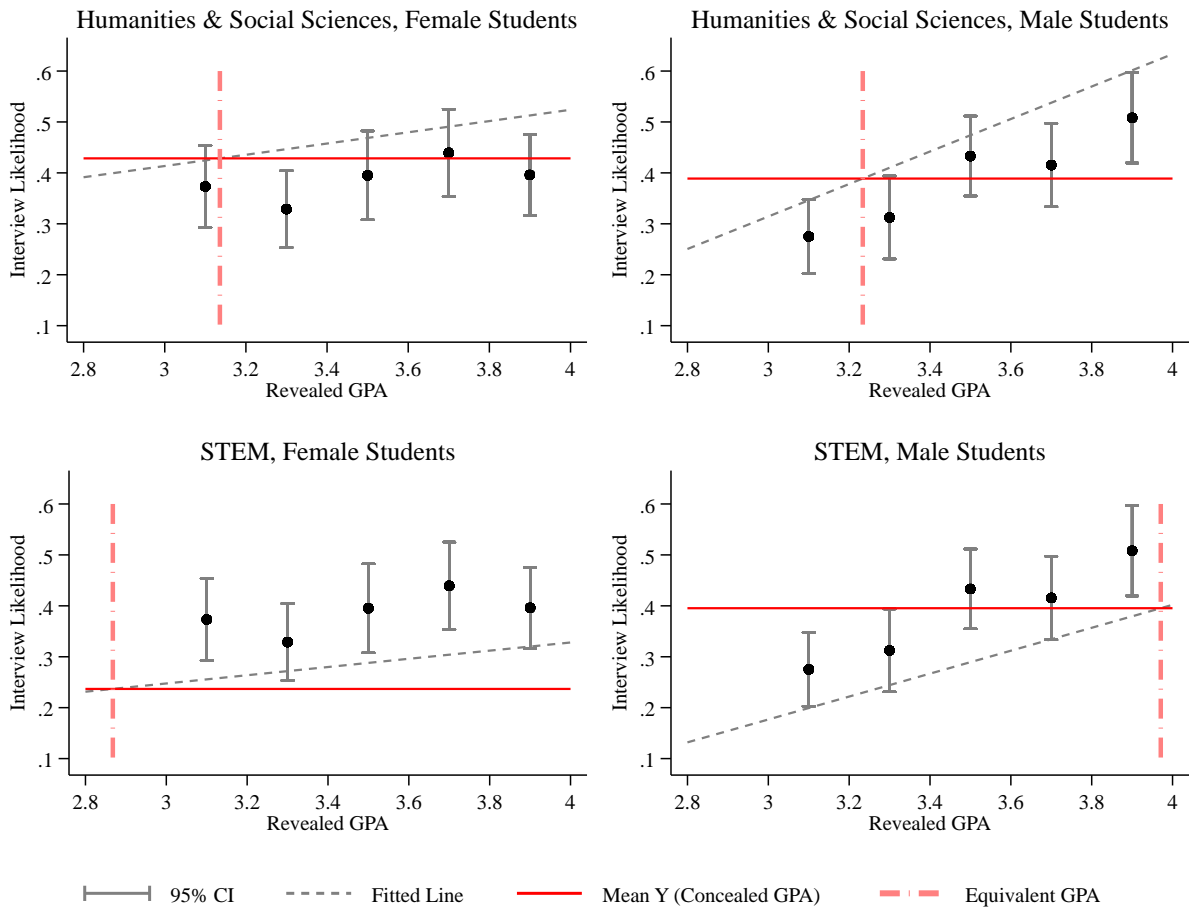 Humanities & Social Sciences, Female Students
.6
.5
.4
.3
.2
.1
Interview Likelihood
2.8 3 3.2 3.4 3.6 3.8 4
Revealed GPA
Humanities & Social Sciences, Male Students
.6
.5
.4
.3
.2
.1
Interview Likelihood
2.8 3 3.2 3.4 3.6 3.8 4
Revealed GPA
STEM, Female Students
.6
.5
.4
.3
.2
.1
Interview Likelihood
2.8 3 3.2 3.4 3.6 3.8 4
Revealed GPA
STEM, Male Students
.6
.5
.4
.3
.2
.1
Interview Likelihood
2.8 3 3.2 3.4 3.6 3.8 4
Revealed GPA
95% CI Fitted Line Mean Y (Concealed GPA) Equivalent GPA